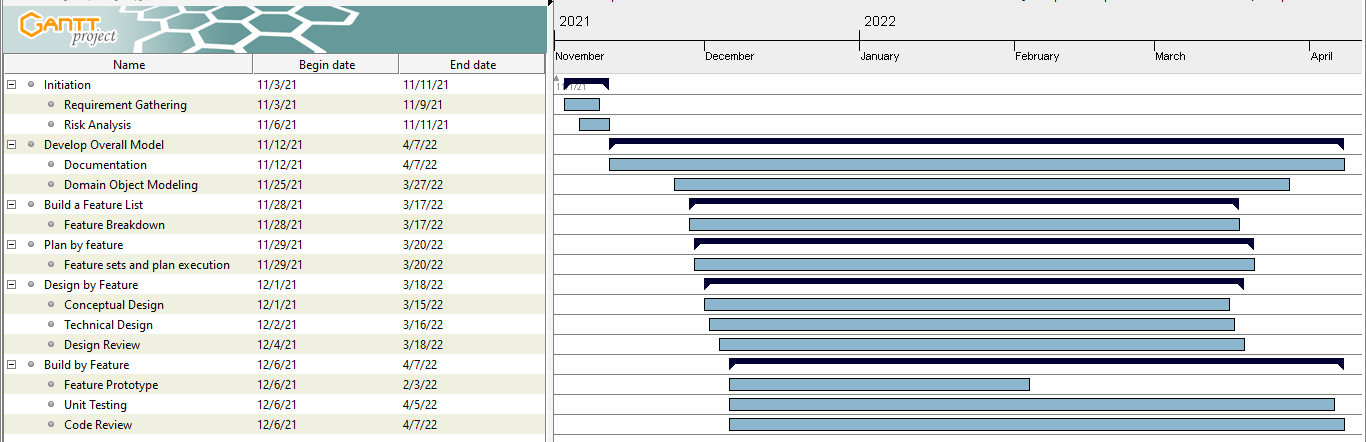 GANTT
project
2021 2022
November December January February March April
Name Begin date End date
Initiation 11/3/21 11/11/21
Requirement Gathering 11/3/21 11/9/21
Risk Analysis 11/6/21 11/11/21
Develop Overall Model 11/12/21 4/7/22
Documentation 11/12/21 4/7/22
Domain Object Modeling 11/25/21 3/27/22
Build a Feature List 11/28/21 3/17/22
Feature Breakdown 11/28/21 3/17/22
Plan by feature 11/29/21 3/20/22
Feature sets and plan execution 11/29/21 3/20/22
Design by Feature 12/1/21 3/18/22
Conceptual Design 12/1/21 3/15/22
Technical Design 12/2/21 3/16/22
Design Review 12/4/21 3/18/22
Build by Feature 12/6/21 4/7/22
Feature Prototype 12/6/21 2/3/22
Unit Testing 12/6/21 4/5/22
Code Review 12/6/21 4/7/22